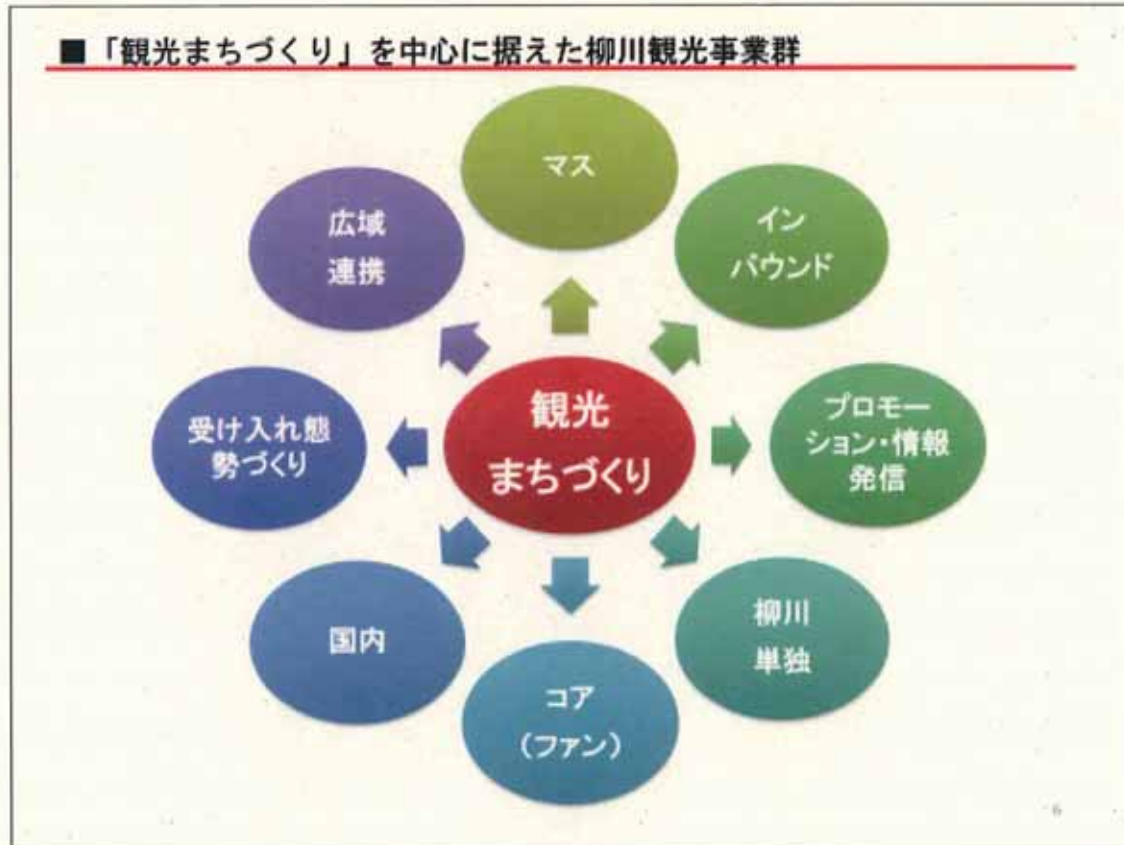 ■「観光まちづくり」を中心に据えた柳川観光事業群
マス
イン
バウンド
プロモー
ション・情報
発信
柳川
単独
コア
(ファン)
国内
受け入れ態
勢づくり
広域
連携
観光
まちづくり
6